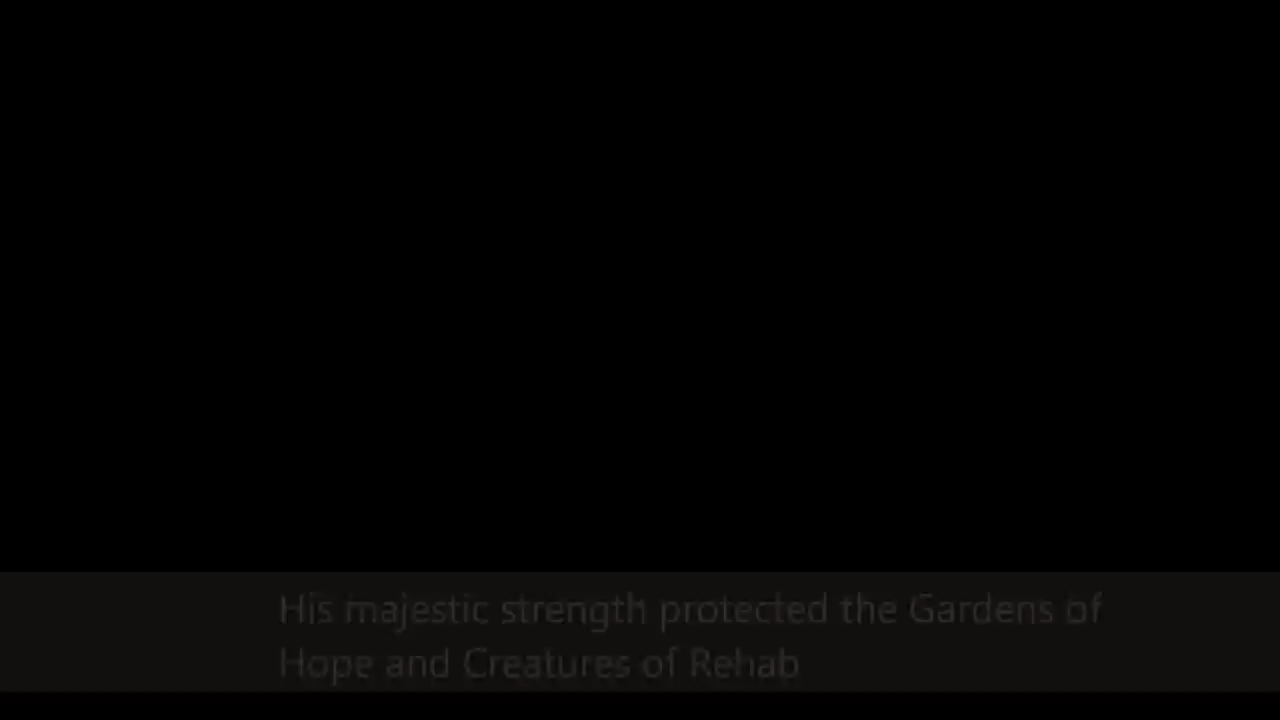 His majestic strength protected the Gardens of
Hope and Creatures of Rehab